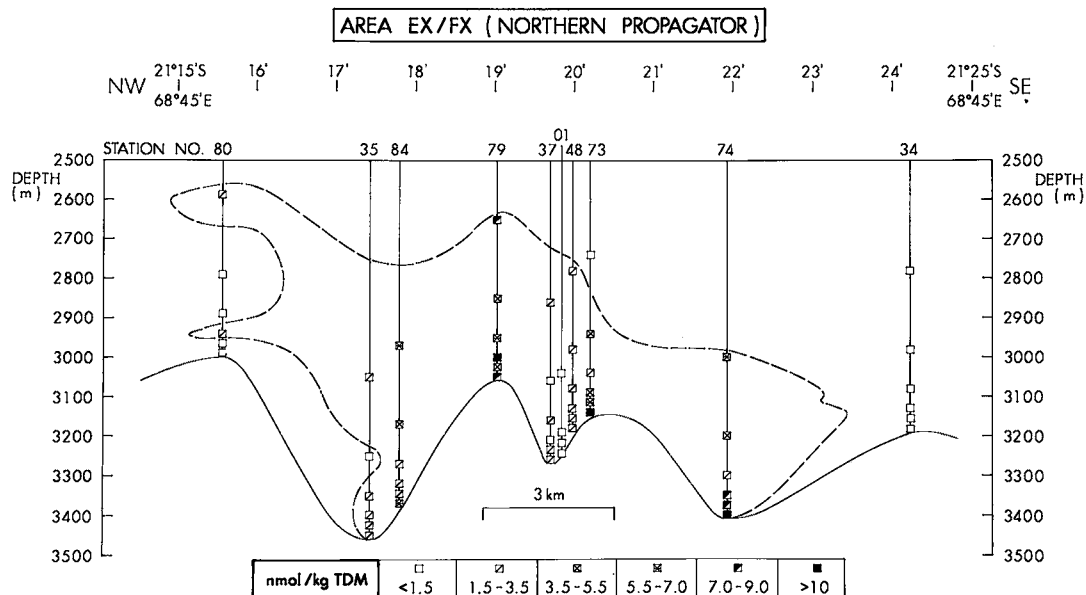 AREA EX/FX (NORTHERN PROPAGATOR)
NW 21°15'S 16' 17' 18' 19' 20' 21' 22' 23' 24' 21°25'S SE
68°45'E 68°45'E
01
STATION NO. 80 35 84 79 37 48 73 74 34
2500 2500
DEPTH DEPTH
(m) (m)
2600 2600
2700 2700
2800 2800
2900 2900
3000 3000
3100 3100
3200 3200
3300 3300
3 km
3400 3400
3500 3500
nmol/kg TDM <1.5 1.5-3.5 3.5-5.5 5.5-7.0 7.0-9.0 >10